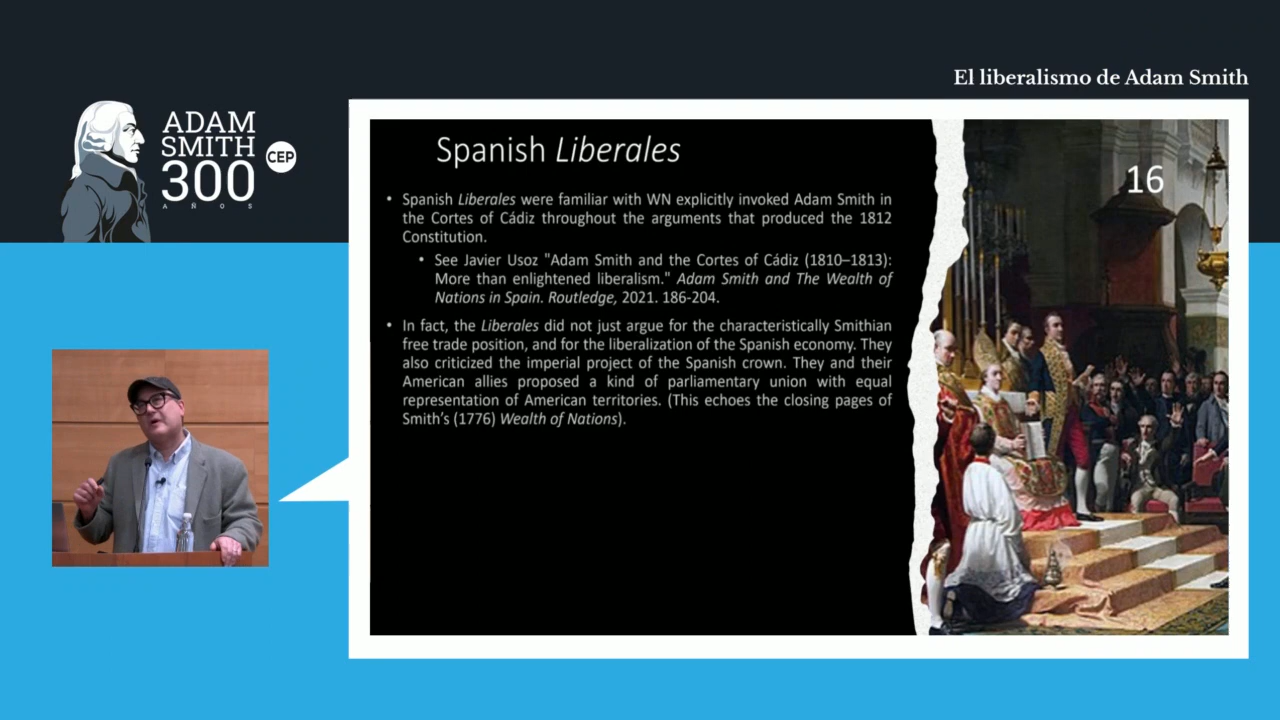 El liberalismo de Adam Smith
ADAM
SMITH
300
AÑOS
CEP
Spanish Liberales
16
• Spanish Liberales were familiar with WN explicitly invoked Adam Smith in
the Cortes of Cádiz throughout the arguments that produced the 1812
Constitution.
• See Javier Usoz "Adam Smith and the Cortes of Cádiz (1810–1813):
More than enlightened liberalism." Adam Smith and The Wealth of
Nations in Spain. Routledge, 2021. 186-204.
• In fact, the Liberales did not just argue for the characteristically Smithian
free trade position, and for the liberalization of the Spanish economy. They
also criticized the imperial project of the Spanish crown. They and their
American allies proposed a kind of parliamentary union with equal
representation of American territories. (This echoes the closing pages of
Smith's (1776) Wealth of Nations).